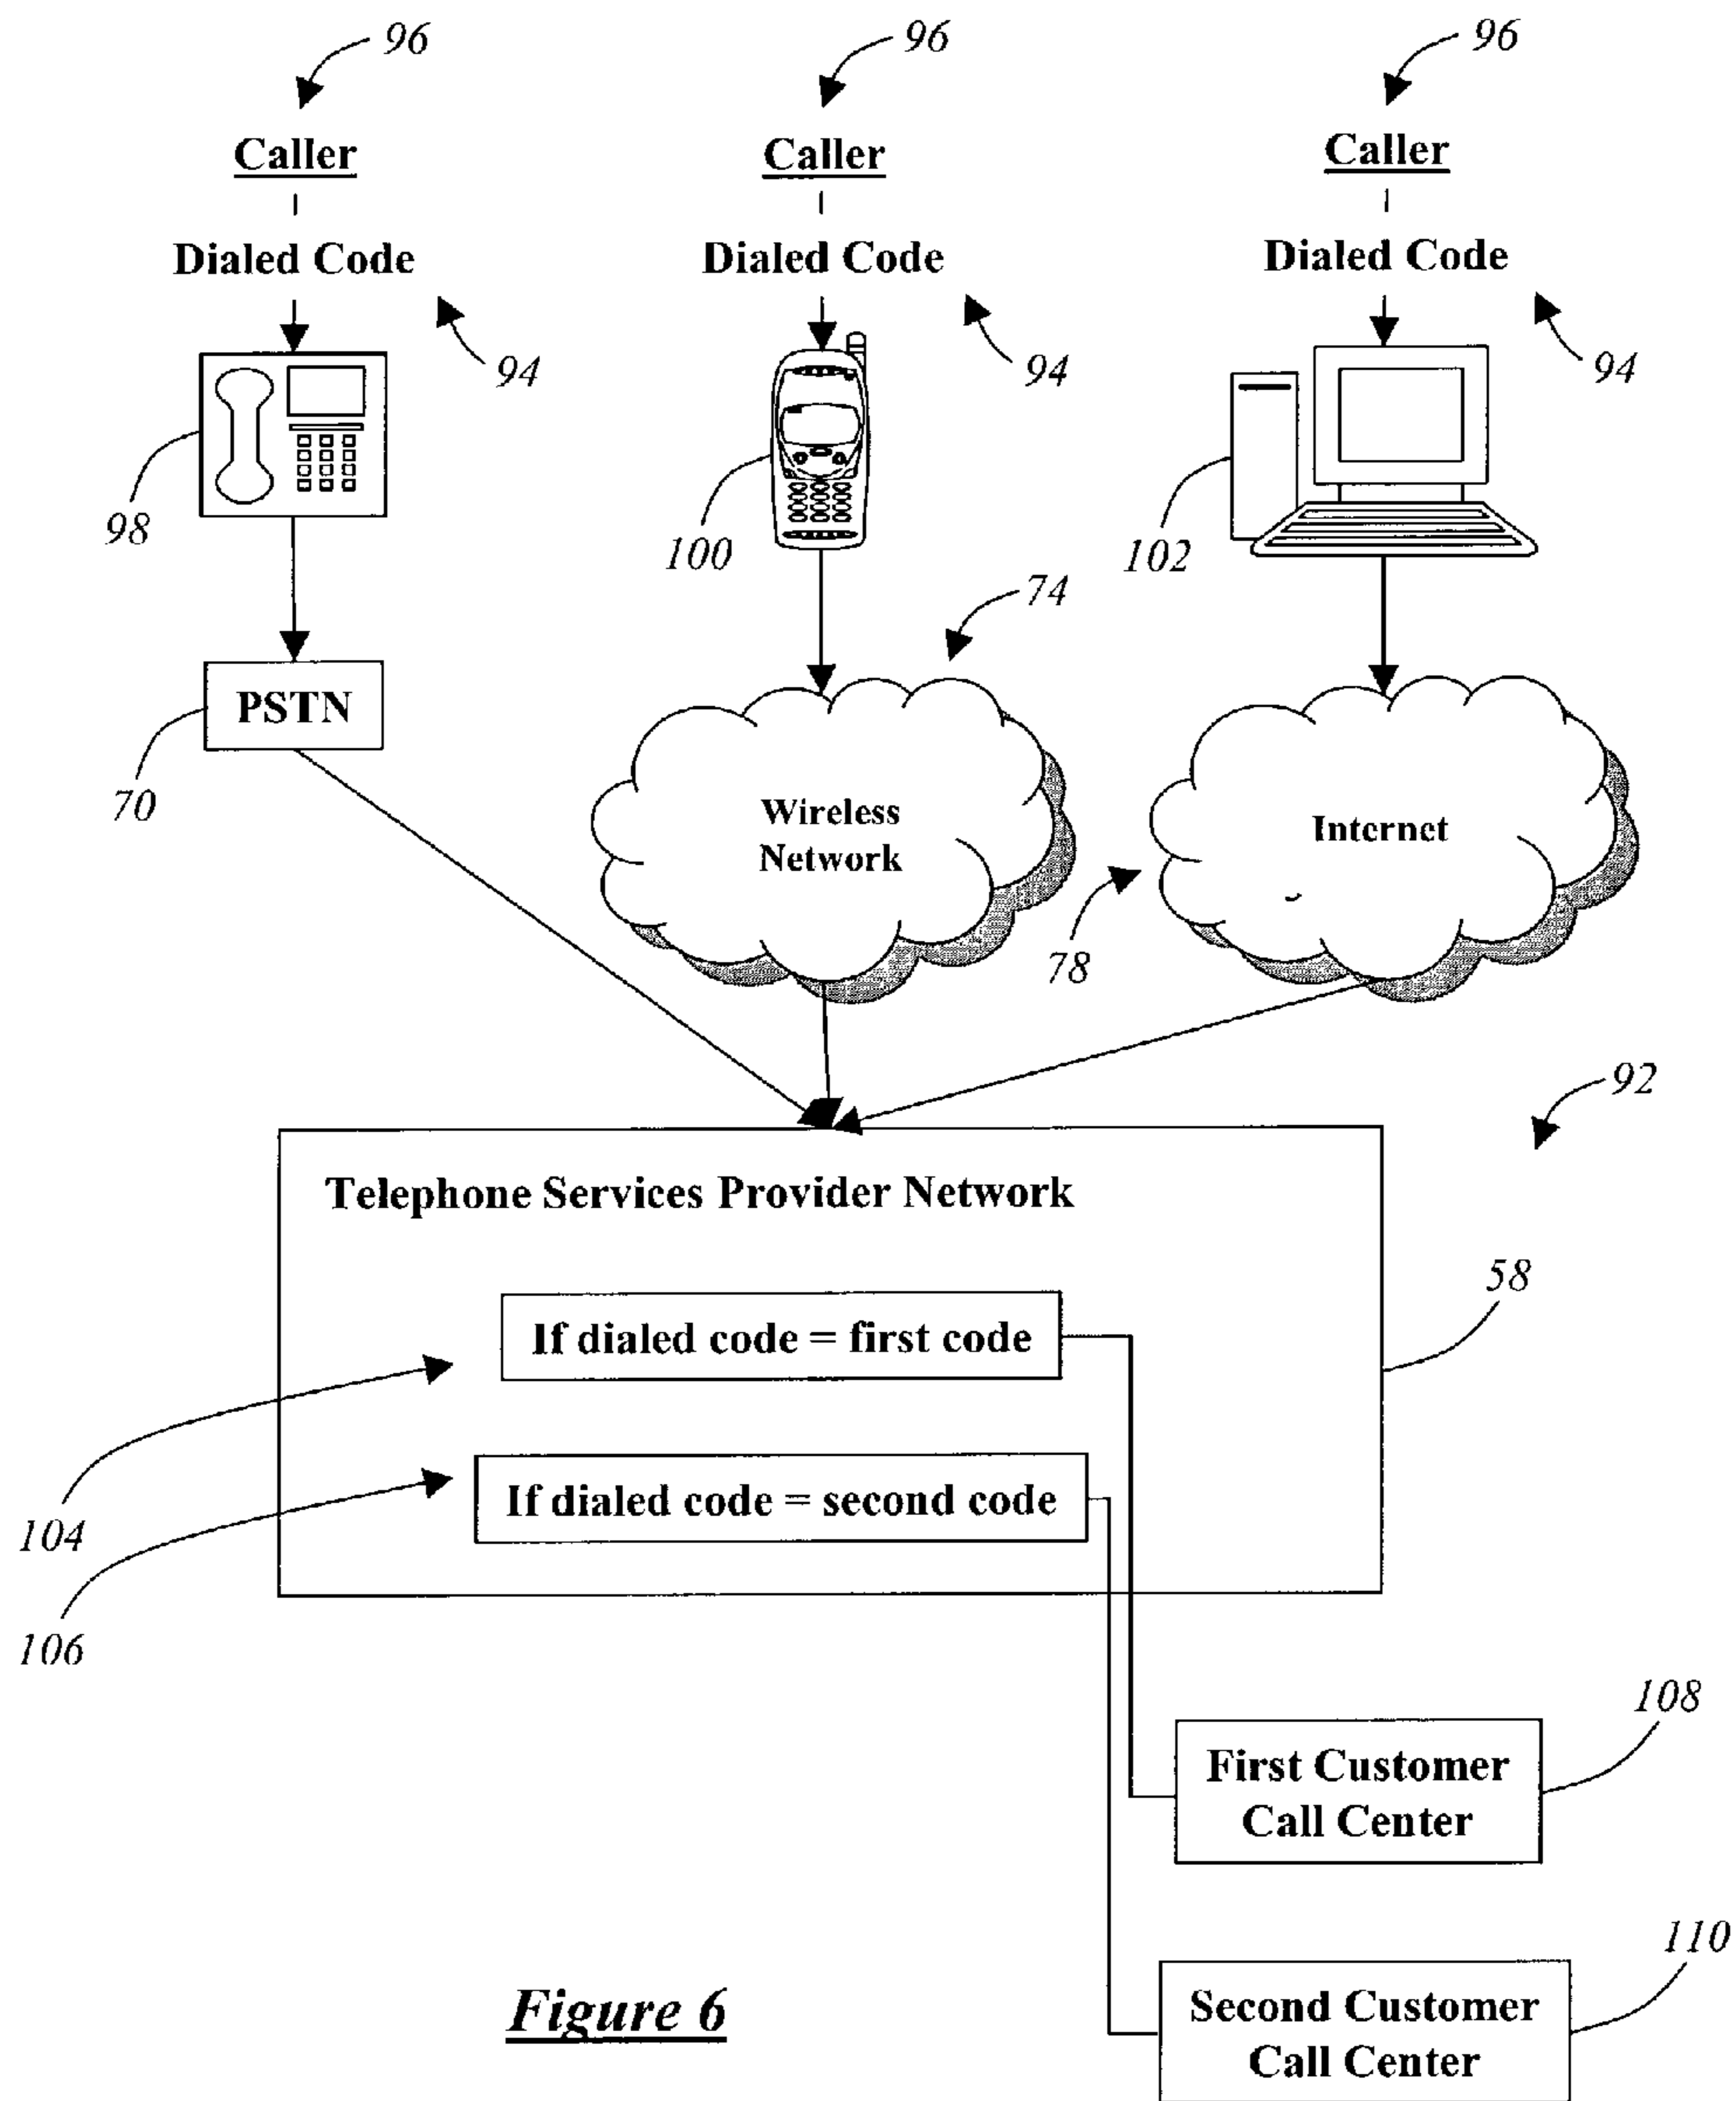 96 96 96
Caller Caller Caller
Dialed Code Dialed Code Dialed Code
94 94 94
98 100 102
74
PSTN
70
Wireless
Network
Internet
78
92
Telephone Services Provider Network
58
If dialed code = first code
If dialed code = second code
104
106
108
First Customer
Call Center
110
Second Customer
Call Center
Figure 6